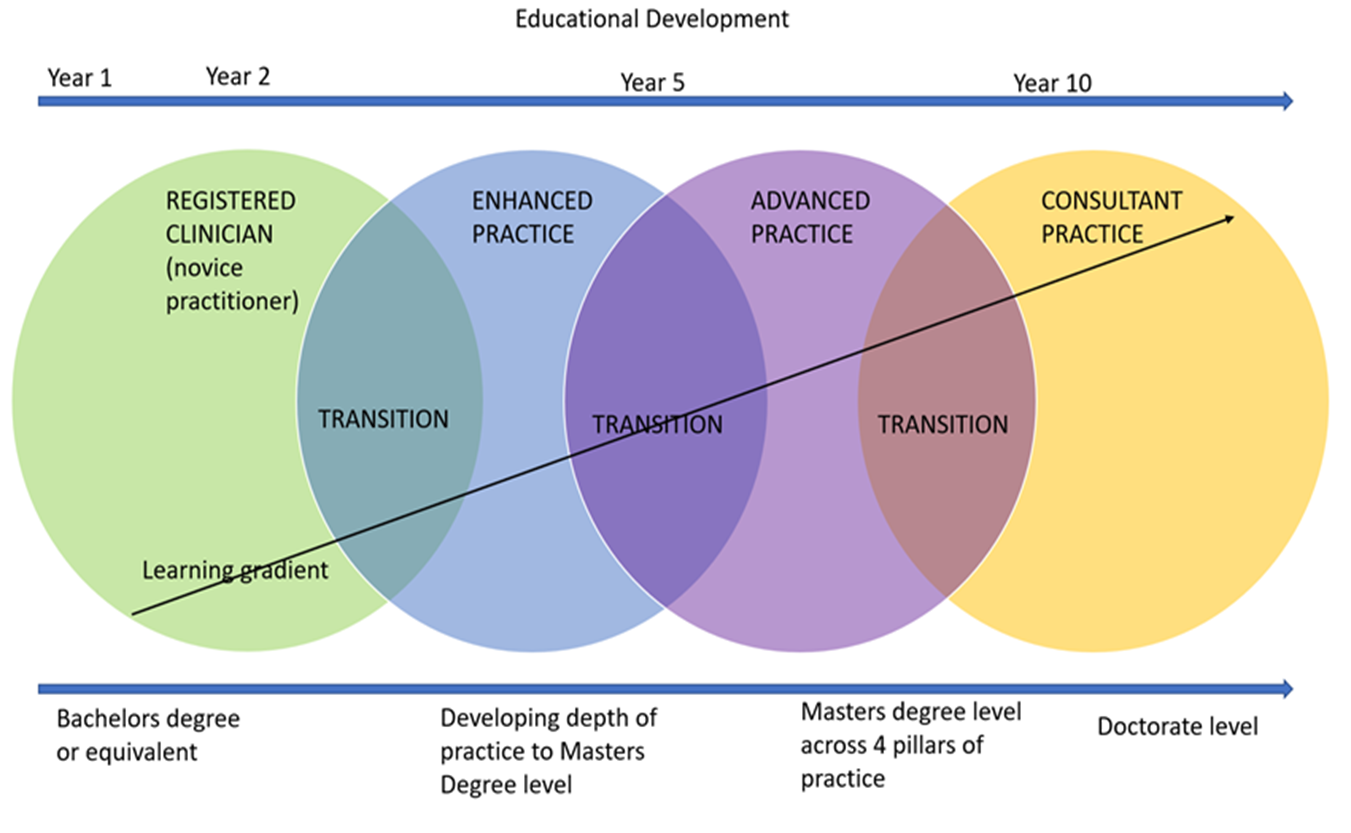 Educational Development
Year 1
Year 2
Year 5
Year 10
REGISTERED
CLINICIAN
(novice
practitioner)
ENHANCED
PRACTICE
ADVANCED
PRACTICE
CONSULTANT
PRACTICE
TRANSITION
TRANSITION
TRANSITION
Learning gradient
Bachelors degree
or equivalent
Developing depth of
practice to Masters
Degree level
Masters degree level
across 4 pillars of
practice
Doctorate level